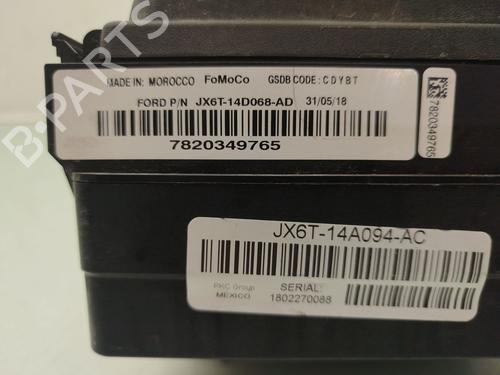 MADE IN: MOROCCO FoMoCo GSDB CODE: CDYBT
FORD P/N JX6T-14D068-AD 31/05/18
7820349765
7820349765
JX6T-14A094-AC
PKC Group
MEXICO
SERIAL:
1802270088
B-PARTS